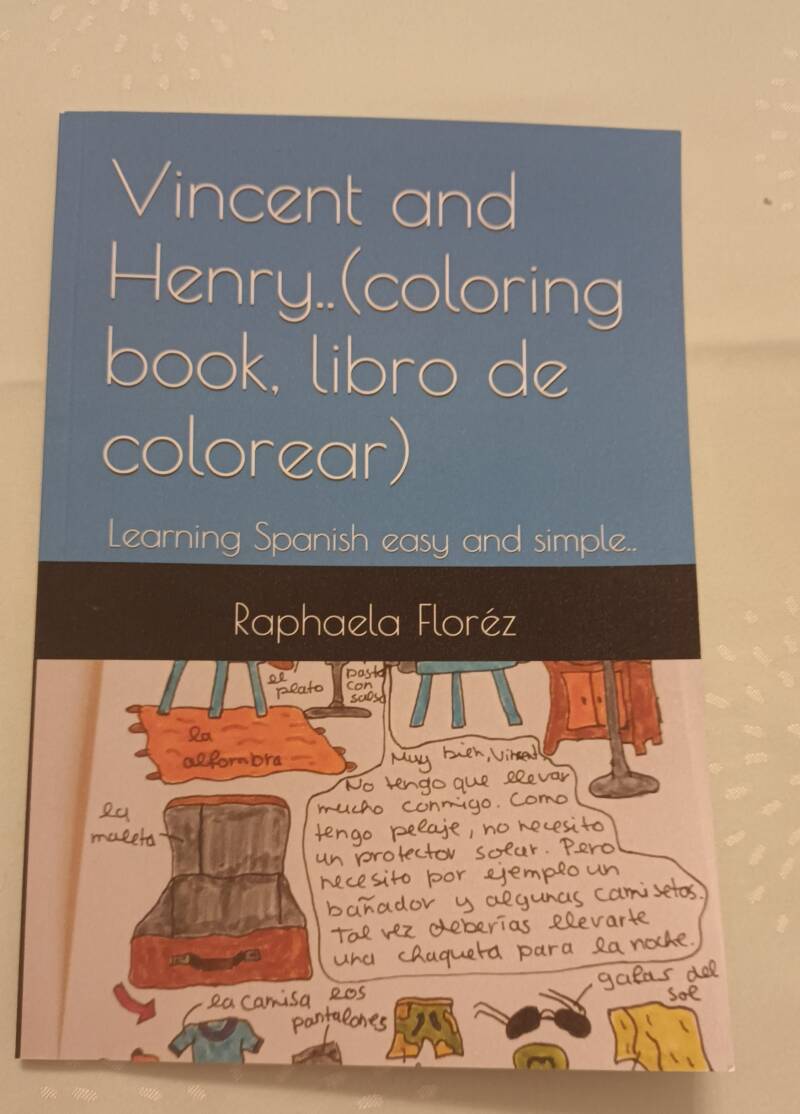 Vincent and
Henry..(coloring
book, libro de
colorear)
Learning Spanish easy and simple..
Raphaela Floréz
el
plato
pasta
con
salsa
la
alfombra
Muy bien, Vincent.
No tengo que llevar
mucho conmigo. Como
tengo pelaje, no necesito
un protector solar. Pero
necesito por ejemplo un
bañador y algunas camisetas.
Tal vez deberías llevarte
una chaqueta para la noche.
la
maleta
la camisa
los
pantalones
gafas del
sol